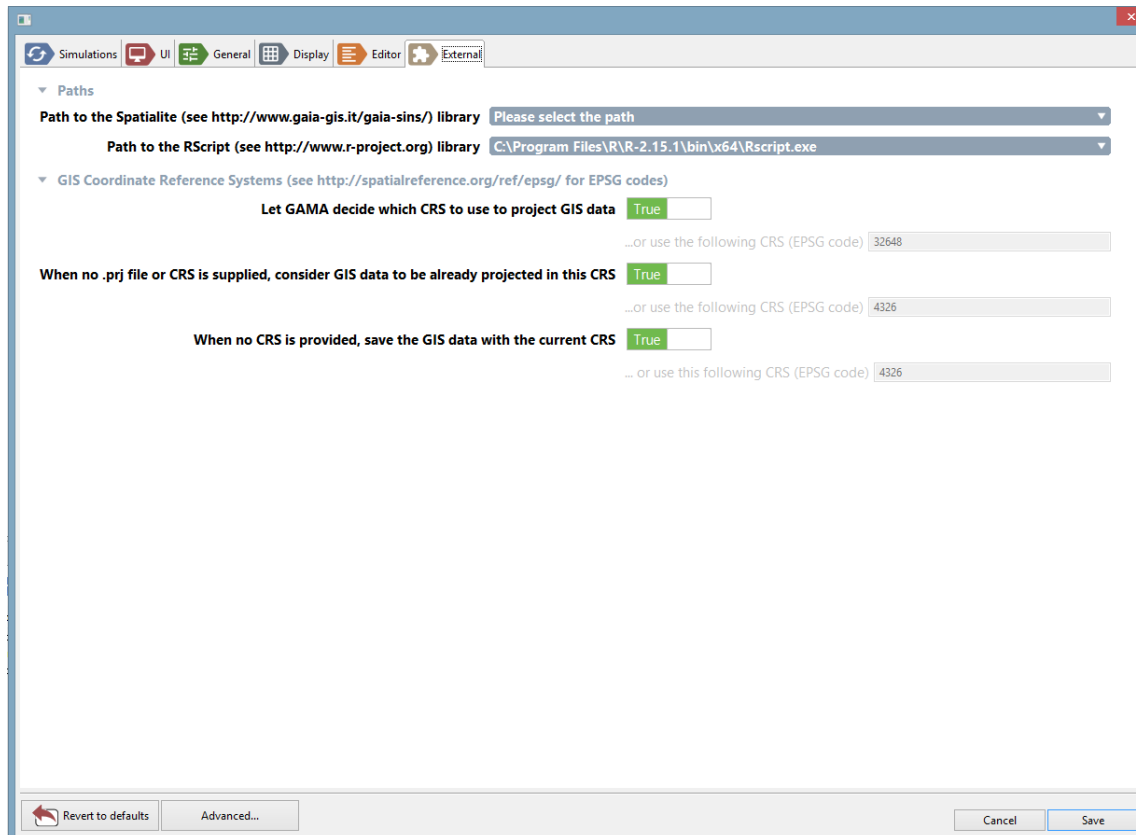 Simulations UI General Display Editor External
Paths
Path to the Spatialite (see http://www.gaia-gis.it/gaia-sins/) library Please select the path
Path to the RScript (see http://www.r-project.org) library C:\Program Files\R\R-2.15.1\bin\x64\Rscript.exe
GIS Coordinate Reference Systems (see http://spatialreference.org/ref/epsg/ for EPSG codes)
Let GAMA decide which CRS to use to project GIS data True
...or use the following CRS (EPSG code) 32648
When no .prj file or CRS is supplied, consider GIS data to be already projected in this CRS True
...or use the following CRS (EPSG code) 4326
When no CRS is provided, save the GIS data with the current CRS True
... or use this following CRS (EPSG code) 4326
Revert to defaults Advanced... Cancel Save